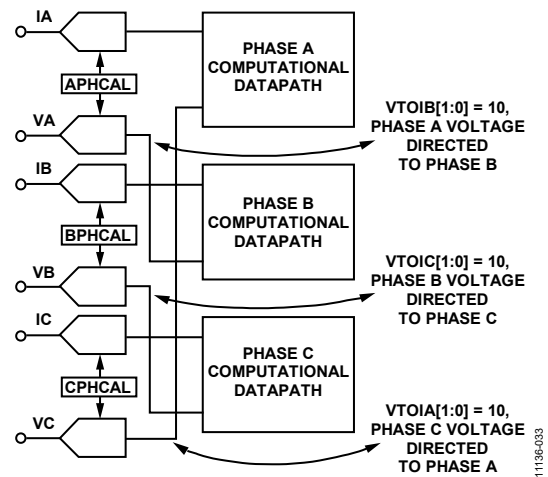 IA
PHASE A
COMPUTATIONAL
DATAPATH
APHCAL
VA
VTOIB[1:0] = 10,
PHASE A VOLTAGE
DIRECTED
TO PHASE B
IB
PHASE B
COMPUTATIONAL
DATAPATH
BPHCAL
VB
VTOIC[1:0] = 10,
PHASE B VOLTAGE
DIRECTED
TO PHASE C
IC
PHASE C
COMPUTATIONAL
DATAPATH
CPHCAL
VC
VTOIA[1:0] = 10,
PHASE C VOLTAGE
DIRECTED
TO PHASE A
11136-033